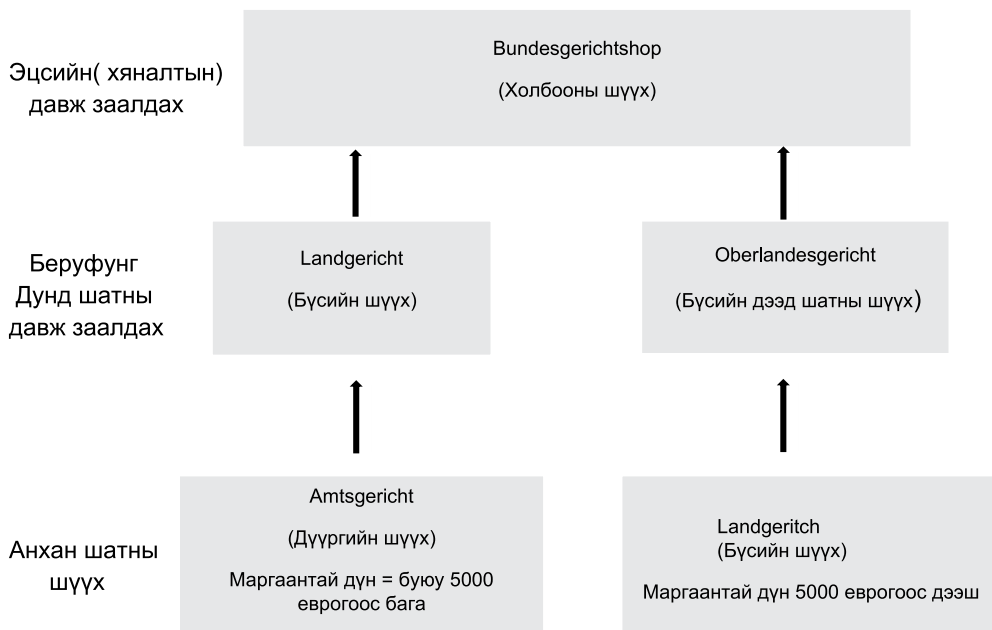 Эцсийн( хяналтын)
давж заалдах
Bundesgerichtshop
(Холбооны шүүх)
Беруфунг
Дунд шатны
давж заалдах
Landgericht
(Бүсийн шүүх)
Oberlandesgericht
(Бүсийн дээд шатны шүүх)
Анхан шатны
шүүх
Amtsgericht
(Дүүргийн шүүх)
Маргаантай дүн = буюу 5000
еврогоос бага
Landgeritch
(Бүсийн шүүх)
Маргаантай дүн 5000 еврогоос дээш